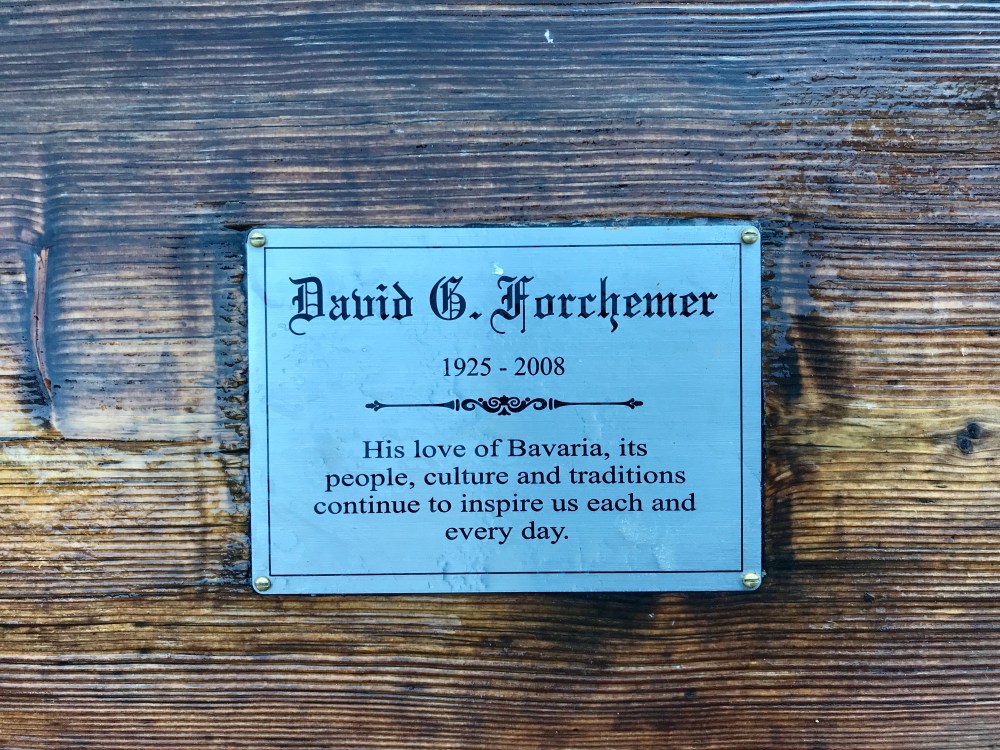 David G. Forchemer
1925 - 2008
His love of Bavaria, its
people, culture and traditions
continue to inspire us each and
every day.